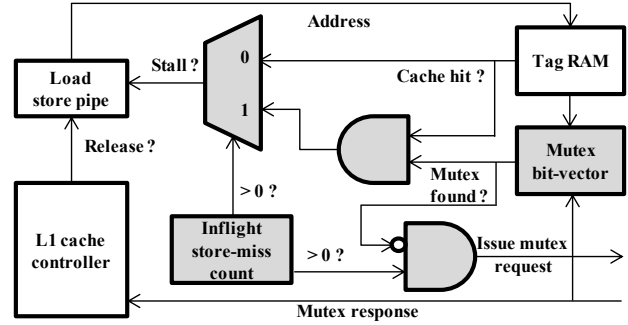 Address
Stall ?
0
Load
store pipe
Cache hit ?
Tag RAM
1
Release ?
Mutex
bit-vector
Mutex
found ?
> 0 ?
L1 cache
controller
Inflight
store-miss
count
> 0 ?
Issue mutex
request
Mutex response